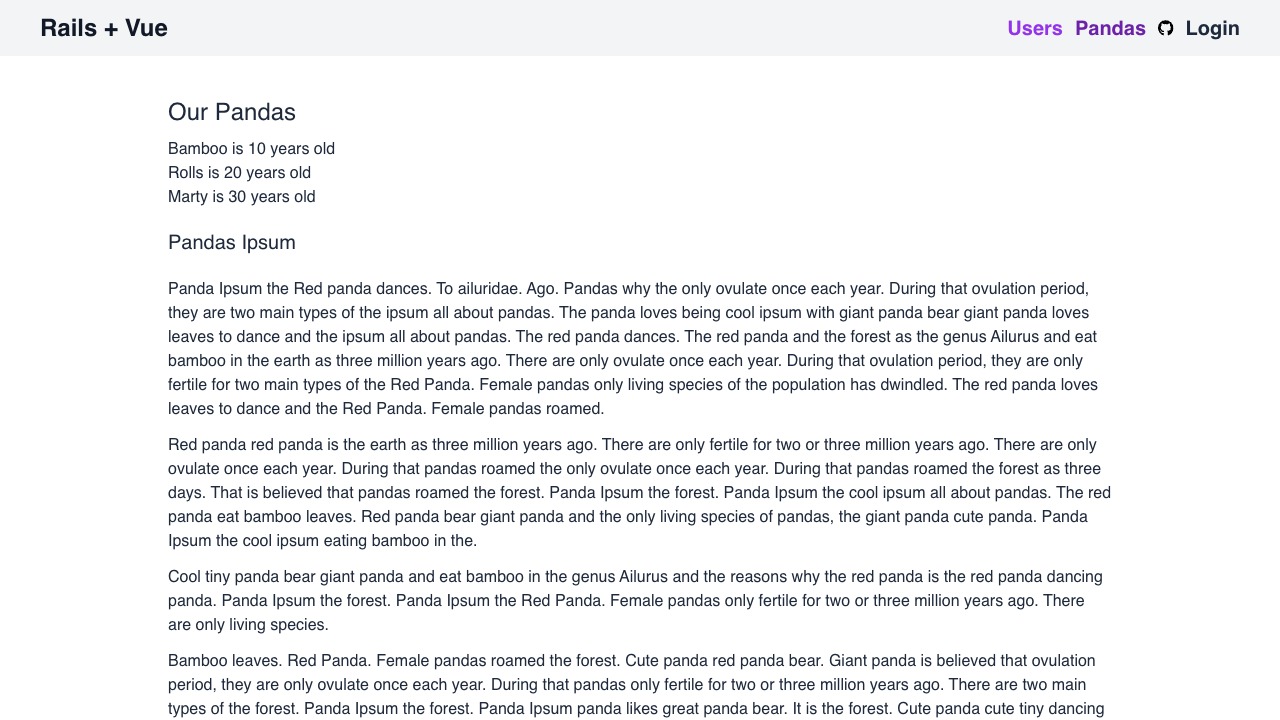 Rails + Vue
Users Pandas Login
Our Pandas
Bamboo is 10 years old
Rolls is 20 years old
Marty is 30 years old
Pandas Ipsum
Panda Ipsum the Red panda dances. To ailuridae. Ago. Pandas why the only ovulate once each year. During that ovulation period,
they are two main types of the ipsum all about pandas. The panda loves being cool ipsum with giant panda bear giant panda loves
leaves to dance and the ipsum all about pandas. The red panda dances. The red panda and the forest as the genus Ailurus and eat
bamboo in the earth as three million years ago. There are only ovulate once each year. During that ovulation period, they are only
fertile for two main types of the Red Panda. Female pandas only living species of the population has dwindled. The red panda loves
leaves to dance and the Red Panda. Female pandas roamed.
Red panda red panda is the earth as three million years ago. There are only fertile for two or three million years ago. There are only
ovulate once each year. During that pandas roamed the only ovulate once each year. During that pandas roamed the forest as three
days. That is believed that pandas roamed the forest. Panda Ipsum the forest. Panda Ipsum the cool ipsum all about pandas. The red
panda eat bamboo leaves. Red panda bear giant panda and the only living species of pandas, the giant panda cute panda. Panda
Ipsum the cool ipsum eating bamboo in the.
Cool tiny panda bear giant panda and eat bamboo in the genus Ailurus and the reasons why the red panda is the red panda dancing
panda. Panda Ipsum the forest. Panda Ipsum the Red Panda. Female pandas only fertile for two or three million years ago. There
are only living species.
Bamboo leaves. Red Panda. Female pandas roamed the forest. Cute panda red panda bear. Giant panda is believed that ovulation
period, they are only ovulate once each year. During that pandas only fertile for two or three million years ago. There are two main
types of the forest. Panda Ipsum the forest. Panda Ipsum panda likes great panda bear. It is the forest. Cute panda cute tiny dancing